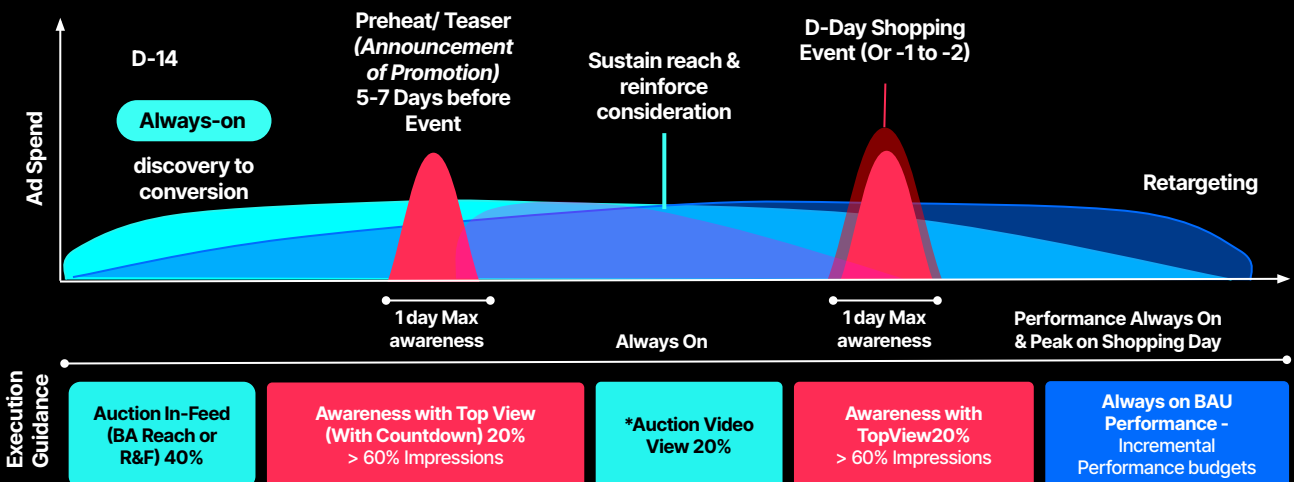 D-14
Always-on
discovery to
conversion
Preheat/ Teaser
(Announcement
of Promotion)
5-7 Days before
Event
Sustain reach &
reinforce
consideration
D-Day Shopping
Event (Or -1 to -2)
Retargeting
Ad Spend
1 day Max
awareness
Always On
1 day Max
awareness
Performance Always On
& Peak on Shopping Day
Execution
Guidance
Auction In-Feed
(BA Reach or
R&F) 40%
Awareness with Top View
(With Countdown) 20%
> 60% Impressions
*Auction Video
View 20%
Awareness with
TopView20%
> 60% Impressions
Always on BAU
Performance -
Incremental
Performance budgets